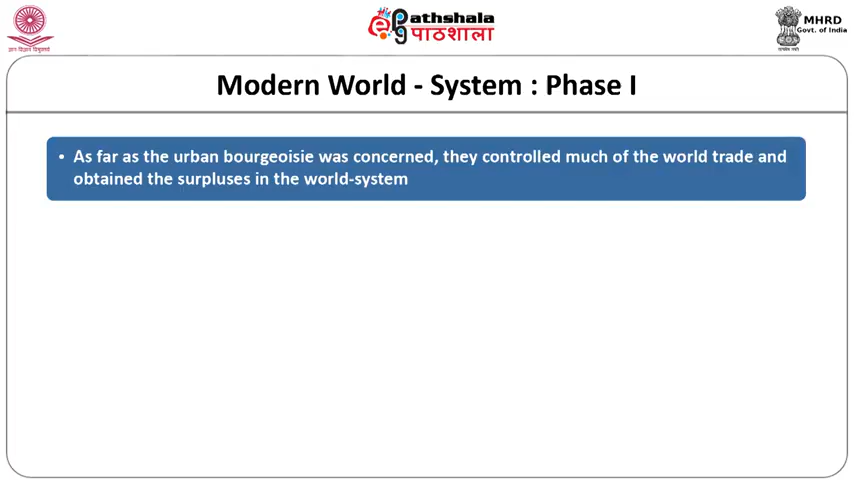 ePathshala
पाठशाला
MHRD
Govt. of India
Modern World - System : Phase I
• As far as the urban bourgeoisie was concerned, they controlled much of the world trade and
obtained the surpluses in the world-system